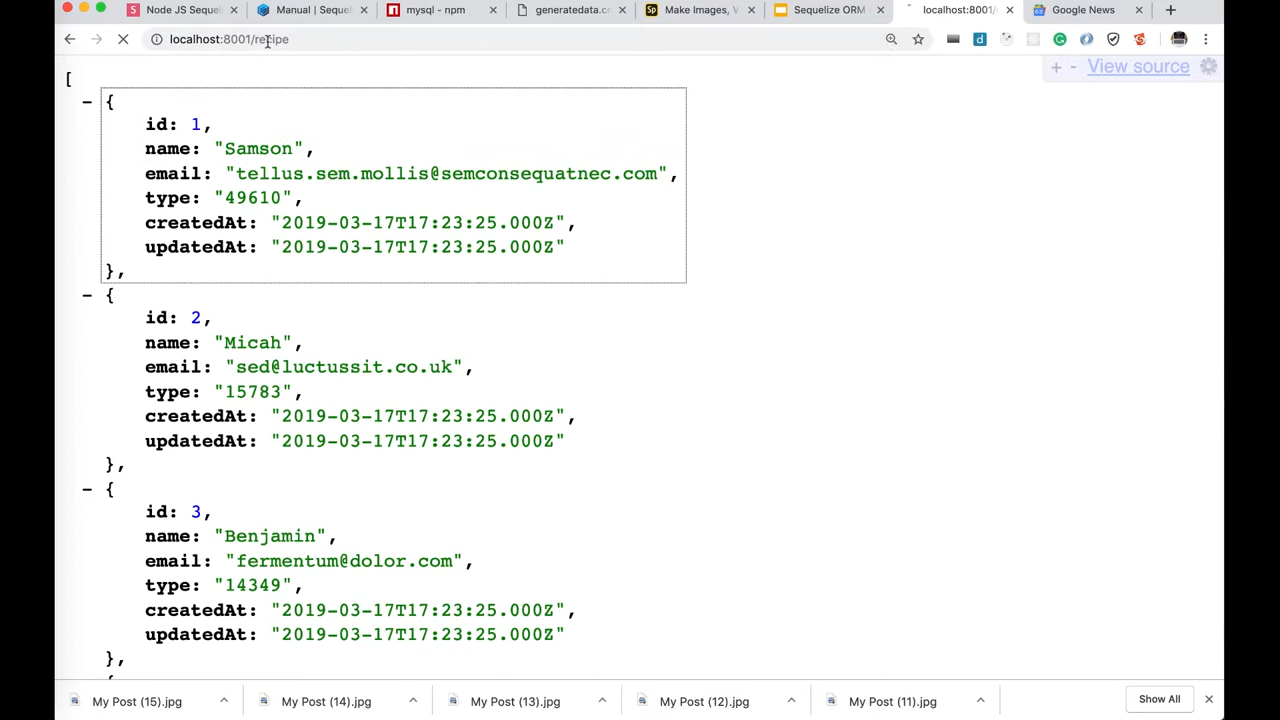 Node JS Sequel
Manual | Sequel
mysql - npm
generatedata.co
Make Images, V
Sequelize ORM
localhost:8001/
Google News
localhost:8001/recipe
+ - View source
[
- {
id: 1,
name: "Samson",
email: "tellus.sem.mollis@semconsequatnec.com",
type: "49610",
createdAt: "2019-03-17T17:23:25.000Z",
updatedAt: "2019-03-17T17:23:25.000Z"
},
- {
id: 2,
name: "Micah",
email: "sed@luctussit.co.uk",
type: "15783",
createdAt: "2019-03-17T17:23:25.000Z",
updatedAt: "2019-03-17T17:23:25.000Z"
},
- {
id: 3,
name: "Benjamin",
email: "fermentum@dolor.com",
type: "14349",
createdAt: "2019-03-17T17:23:25.000Z",
updatedAt: "2019-03-17T17:23:25.000Z"
},
My Post (15).jpg
My Post (14).jpg
My Post (13).jpg
My Post (12).jpg
My Post (11).jpg
Show All